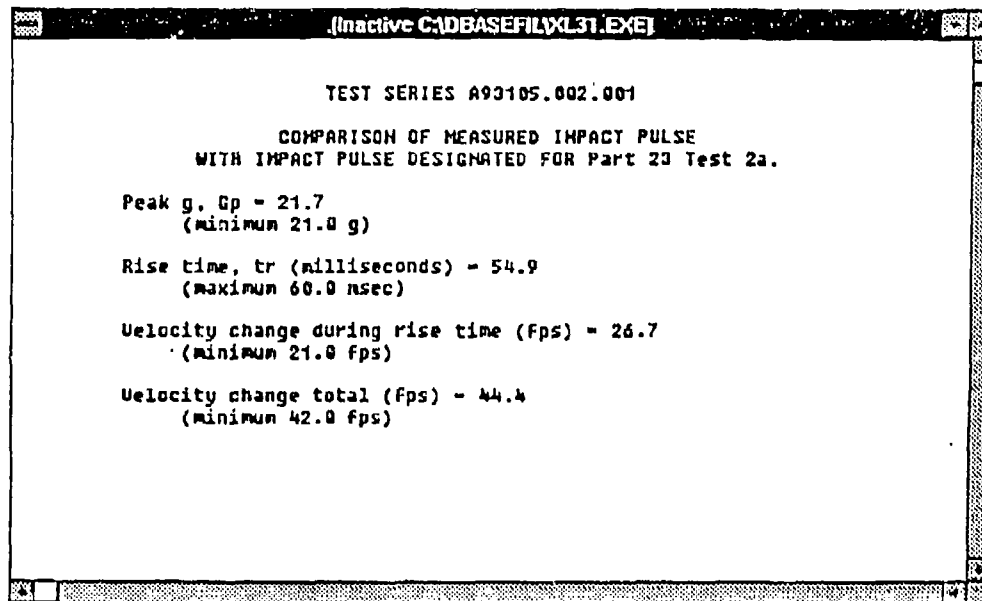 [Inactive C:\DBASEFIL\XL31.EXE]
TEST SERIES A93105.002.001
COMPARISON OF MEASURED IMPACT PULSE
WITH IMPACT PULSE DESIGNATED FOR Part 23 Test 2a.
Peak g, Gp = 21.7
(minimum 21.0 g)
Rise time, tr (milliseconds) = 54.9
(maximum 60.0 msec)
Velocity change during rise time (fps) = 26.7
(minimum 21.0 fps)
Velocity change total (fps) = 44.4
(minimum 42.0 fps)